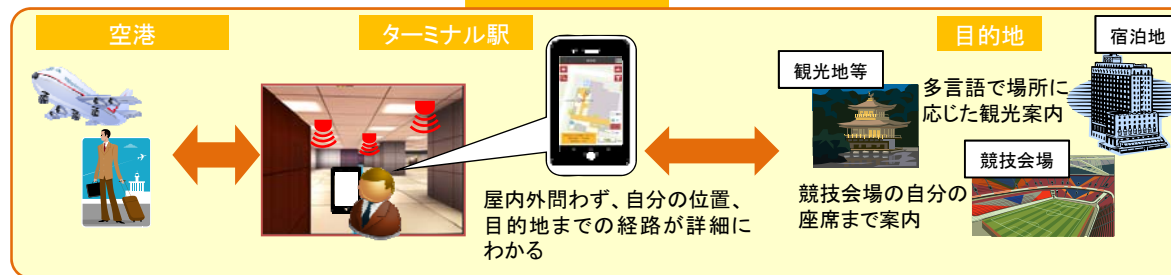 空港
ターミナル駅
屋内外問わず、自分の位置、
目的地までの経路が詳細に
わかる
目的地
宿泊地
観光地等
多言語で場所に
応じた観光案内
競技会場
競技会場の自分の
座席まで案内